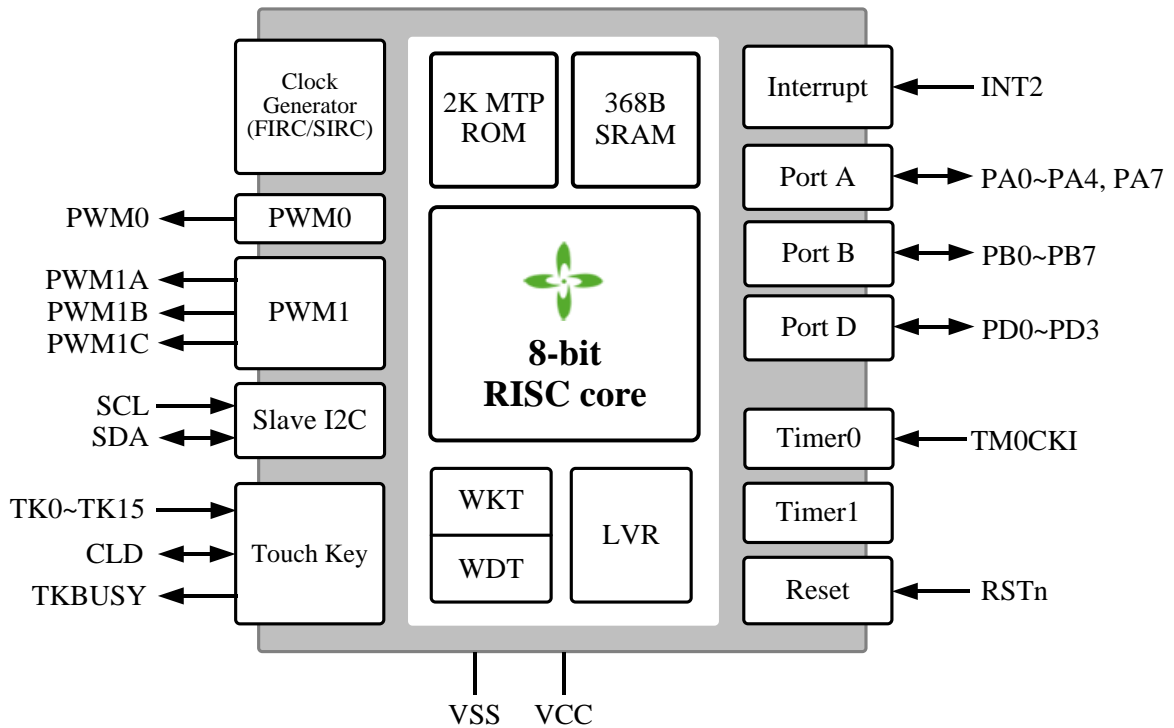 Clock
Generator
(FIRC/SIRC)
PWM0
PWM0
PWM1A
PWM1B
PWM1C
PWM1
SCL
SDA
Slave I2C
TK0~TK15
CLD
TKBUSY
Touch Key
2K MTP
ROM
368B
SRAM
8-bit
RISC core
WKT
WDT
LVR
Interrupt
INT2
Port A
PA0~PA4, PA7
Port B
PB0~PB7
Port D
PD0~PD3
Timer0
TM0CKI
Timer1
Reset
RSTn
VSS
VCC